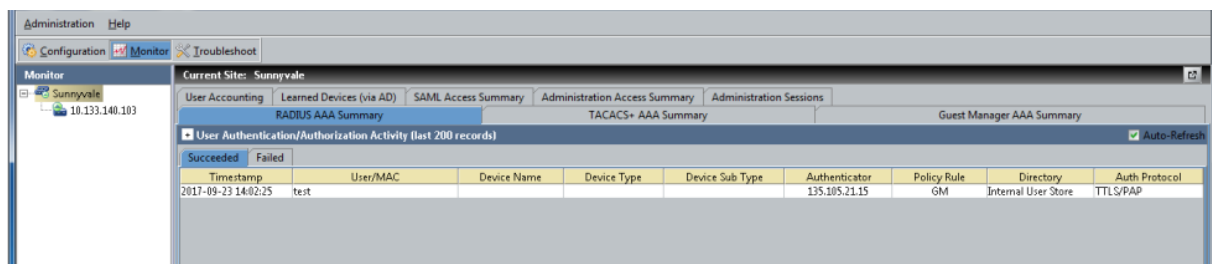 Administration Help
Configuration Monitor Troubleshoot
Monitor
Current Site: Sunnyvale
Sunnyvale
10.133.140.103
User Accounting Learned Devices (via AD) SAML Access Summary Administration Access Summary Administration Sessions
RADIUS AAA Summary TACACS+ AAA Summary Guest Manager AAA Summary
User Authentication/Authorization Activity (last 200 records) Auto-Refresh
Succeeded Failed
Timestamp User/MAC Device Name Device Type Device Sub Type Authenticator Policy Rule Directory Auth Protocol
2017-09-23 14:02:25 test 135.105.21.15 GM Internal User Store TTLS/PAP